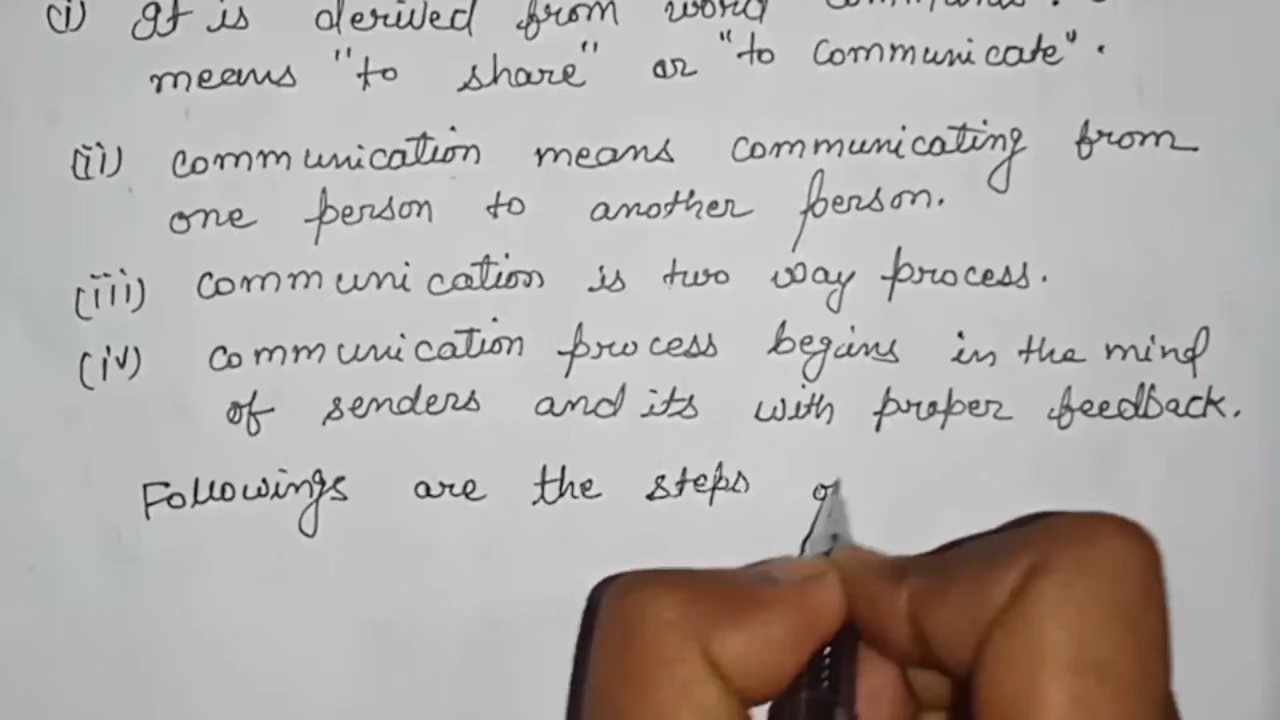 (i) It is derived from word
means "to share" or "to communicate".
(ii) communication means communicating from
one person to another person.
(iii) communication is two way process.
(iv) communication process begins in the mind
of senders and its with proper feedback.
Followings are the steps